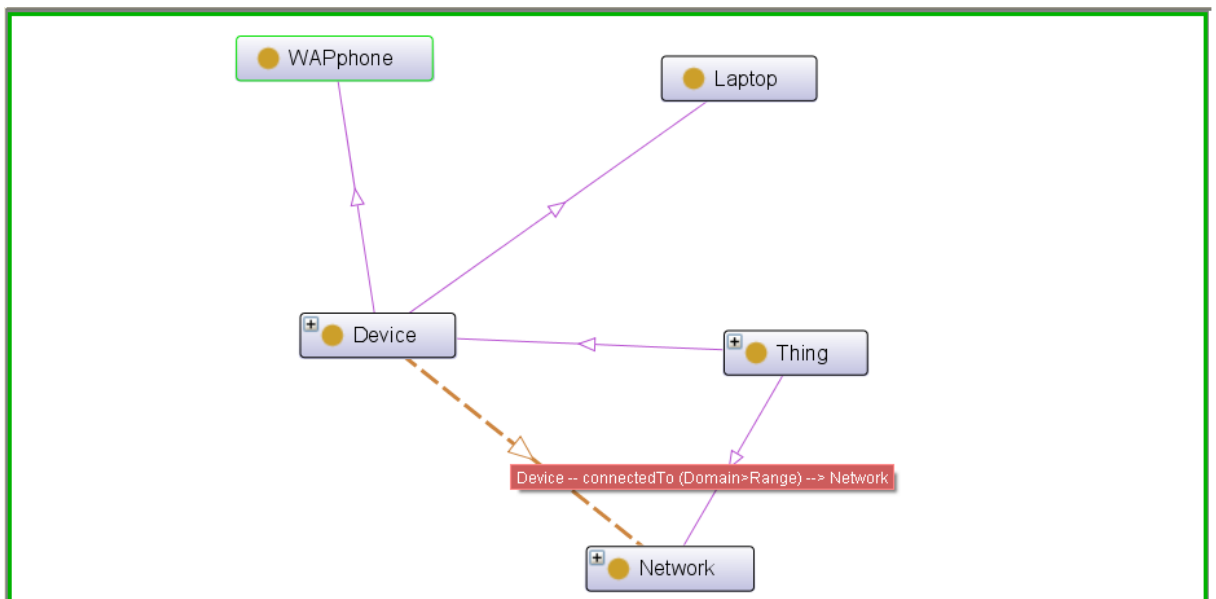 WAPphone
Laptop
Device
Thing
Device -- connectedTo (Domain>Range) --> Network
Network